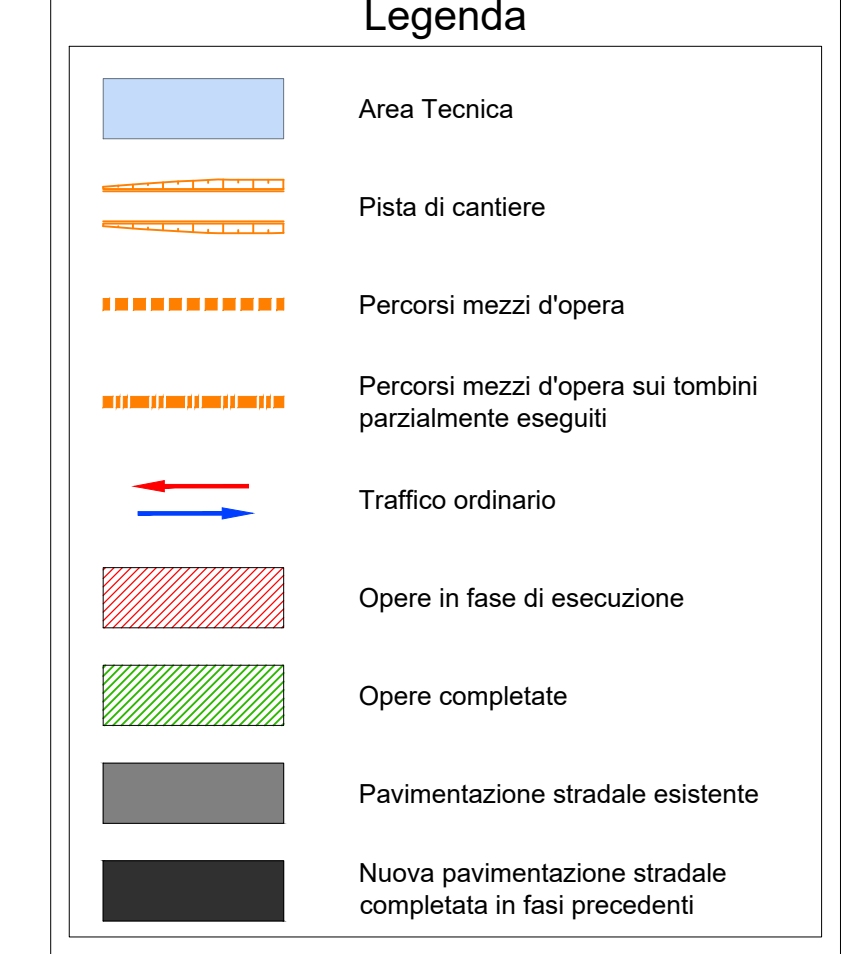 Legenda
Area Tecnica
Pista di cantiere
Percorsi mezzi d'opera
Percorsi mezzi d'opera sui tombini
parzialmente eseguiti
Traffico ordinario
Opere in fase di esecuzione
Opere completate
Pavimentazione stradale esistente
Nuova pavimentazione stradale
completata in fasi precedenti